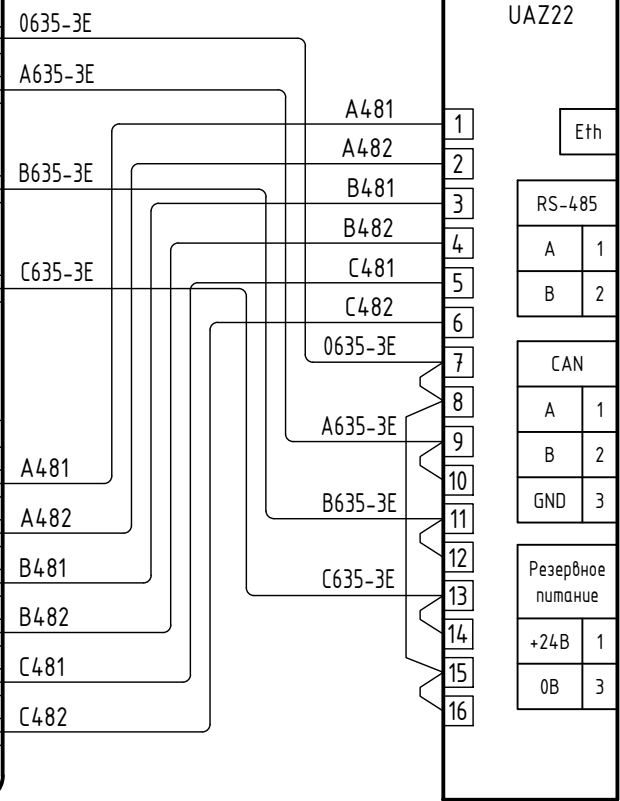 0635-3E
A635-3E
B635-3E
C635-3E
A481
A482
B481
B482
C481
C482
A481
A482
B481
B482
C481
C482
0635-3E
A635-3E
B635-3E
C635-3E
UAZ22
1
2
3
4
5
6
7
8
9
10
11
12
13
14
15
16
Eth
RS-485
A 1
B 2
CAN
A 1
B 2
GND 3
Резервное
питание
+24В 1
0В 3